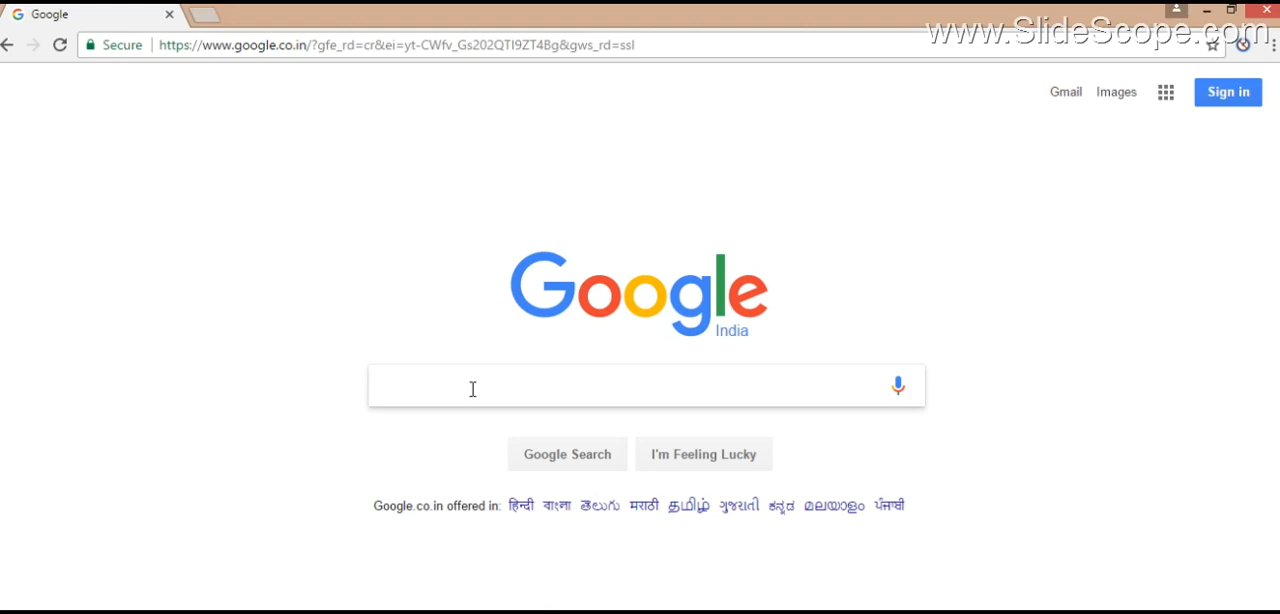 Google
www.SlideScope.com
Secure https://www.google.co.in/?gfe_rd=cr&ei=yt-CWfv_Gs202QTI9ZT4Bg&gws_rd=ssl
Gmail Images Sign in
Google
India
Google Search I'm Feeling Lucky
Google.co.in offered in: हिन्दी বাংলা తెలుగు मराठी தமிழ் ગુજરાતી ಕನ್ನಡ മലയാളം ਪੰਜਾਬੀ